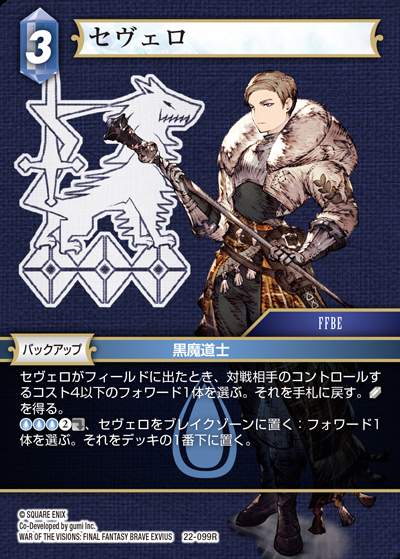 3
セヴェロ
FFBE
バックアップ
黒魔道士
セヴェロがフィールドに出たとき、対戦相手のコントロールす
るコスト4以下のフォワード1体を選ぶ。それを手札に戻す。
を得る。
2、セヴェロをブレイクゾーンに置く：フォワード1
体を選ぶ。それをデッキの1番下に置く。
© SQUARE ENIX
Co-Developed by gumi Inc.
WAR OF THE VISIONS: FINAL FANTASY BRAVE EXVIUS
22-099R